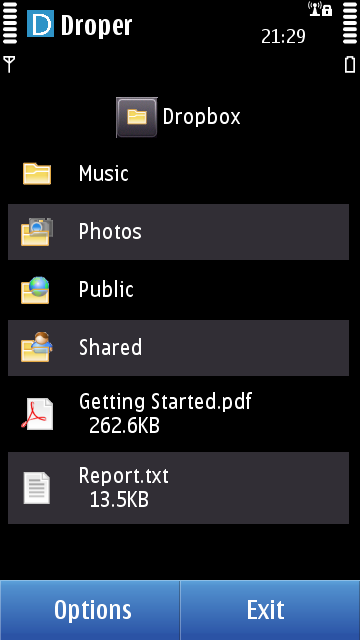 D Droper
21:29
Dropbox
Music
Photos
Public
Shared
Getting Started.pdf
262.6KB
Report.txt
13.5KB
Options Exit